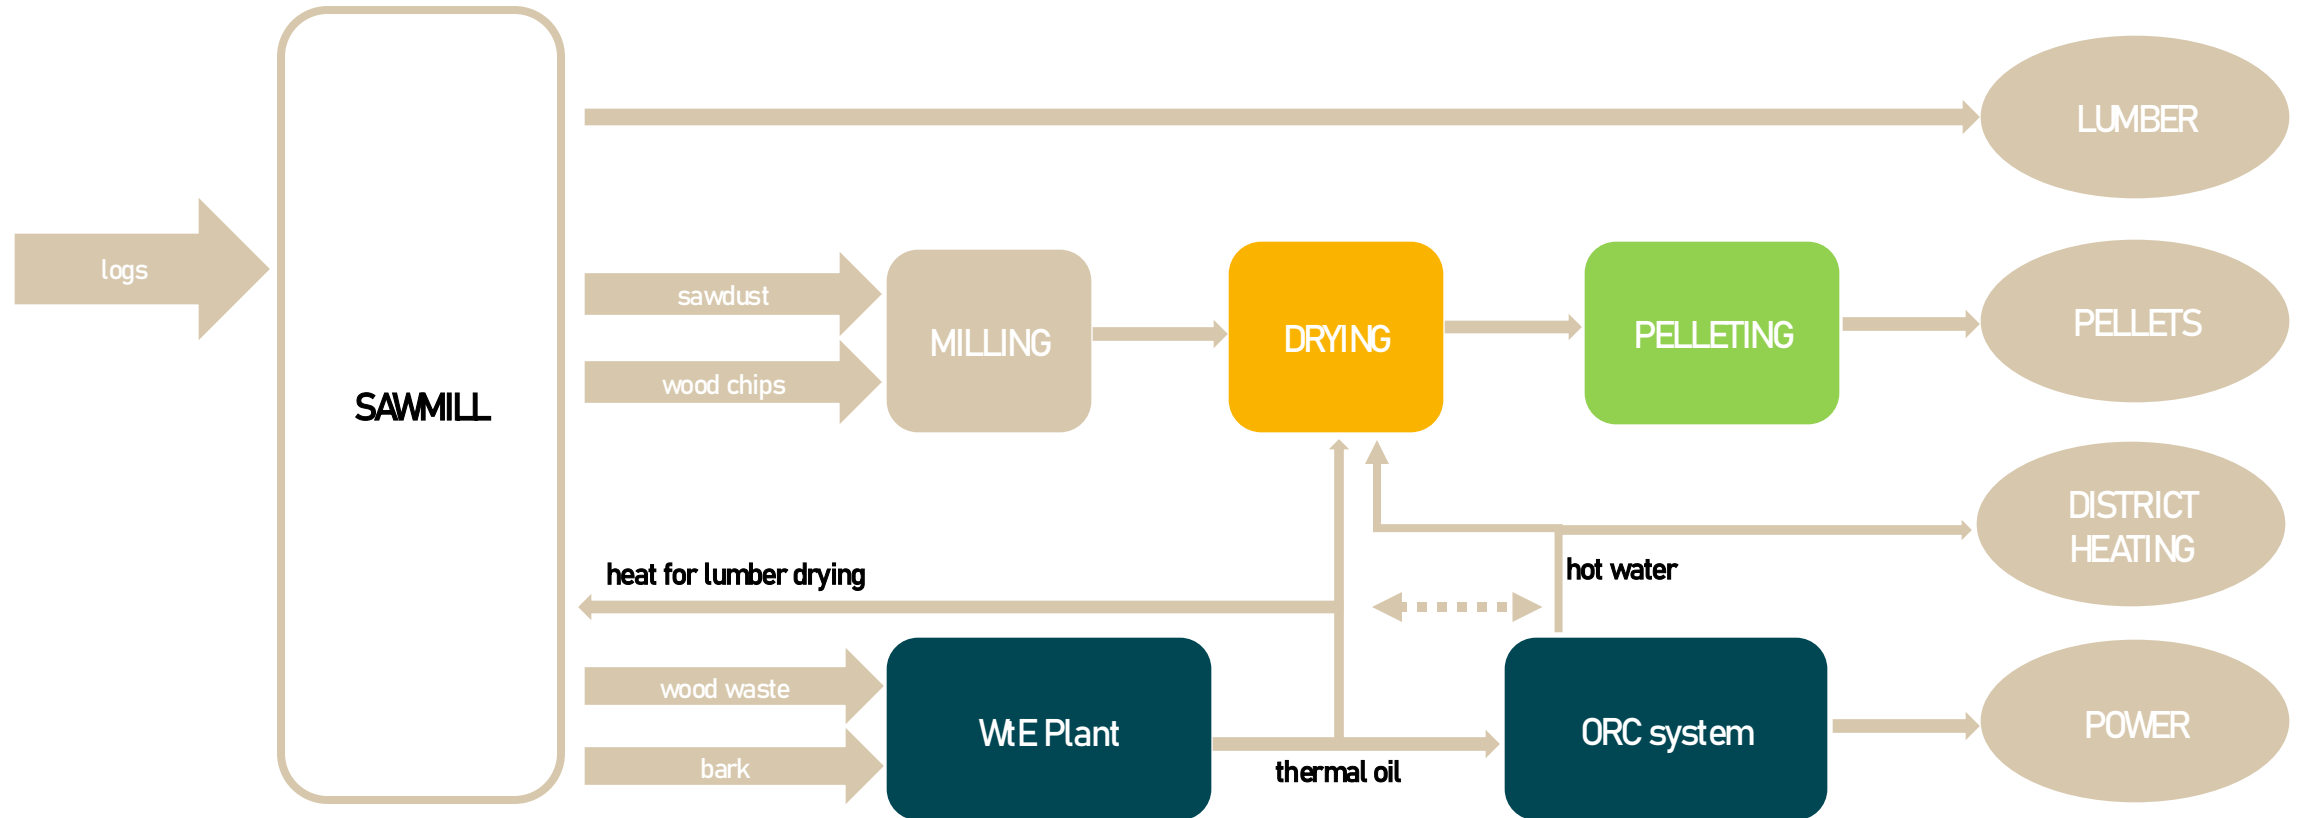 LUMBER
logs
sawdust
wood chips
MILLING
DRYING
PELLETING
PELLETS
SAWMILL
DISTRICT
HEATING
heat for lumber drying
hot water
wood waste
bark
WtE Plant
thermal oil
ORC system
POWER